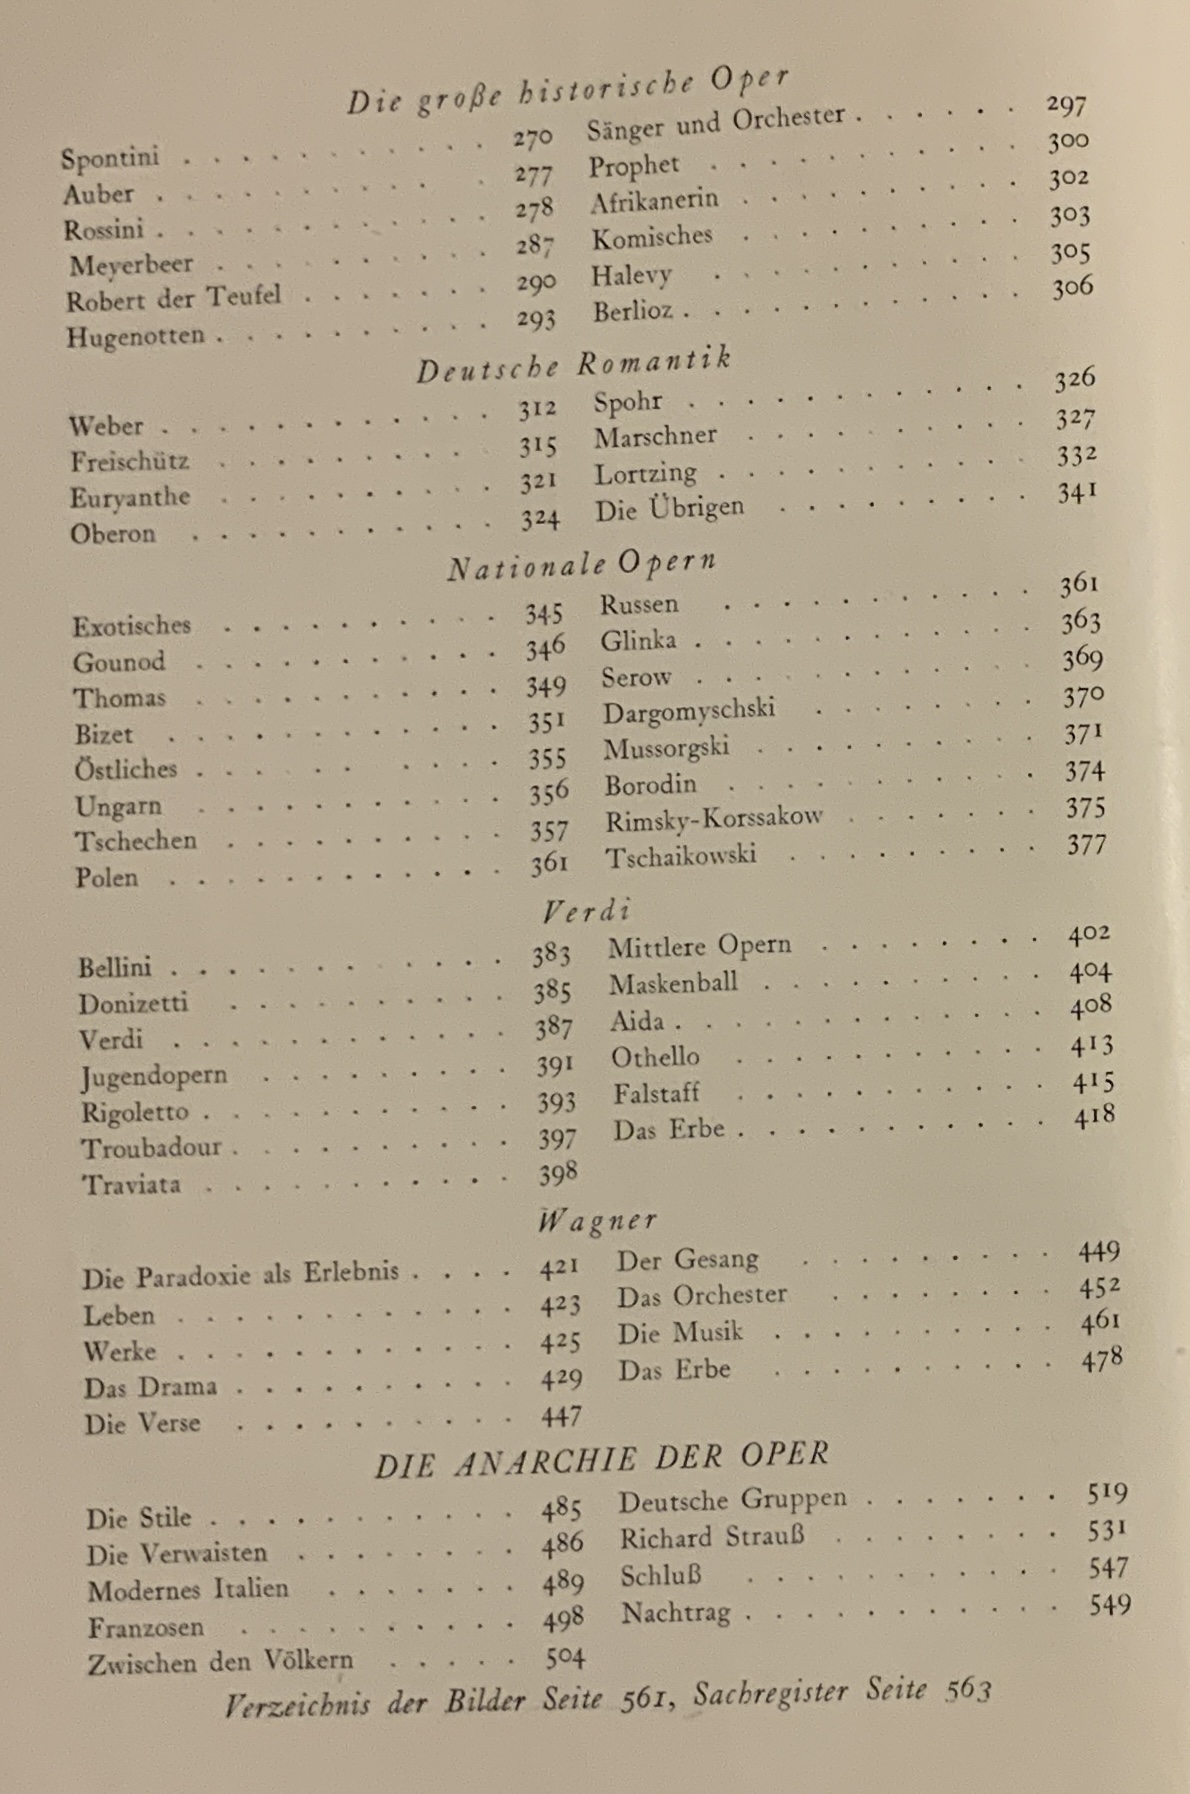 Die große historische Oper
Spontini . . . . . . . . . . . 270
Auber . . . . . . . . . . . 277
Rossini . . . . . . . . . . . . 278
Meyerbeer . . . . . . . . . . 287
Robert der Teufel . . . . . . . 290
Hugenotten . . . . . . . . . . 293
Sänger und Orchester . . . . . . 297
Prophet . . . . . . . . . . . 300
Afrikanerin . . . . . . . . . . 302
Komisches . . . . . . . . . . 303
Halevy . . . . . . . . . . . 305
Berlioz . . . . . . . . . . . . 306
Deutsche Romantik
Weber . . . . . . . . . . . . 312
Freischütz . . . . . . . . . . 315
Euryanthe . . . . . . . . . . 321
Oberon . . . . . . . . . . . 324
Spohr . . . . . . . . . . . . 326
Marschner . . . . . . . . . . 327
Lortzing . . . . . . . . . . . 332
Die Übrigen . . . . . . . . . 341
Nationale Opern
Exotisches . . . . . . . . . . 345
Gounod . . . . . . . . . . . 346
Thomas . . . . . . . . . . . 349
Bizet . . . . . . . . . . . . 351
Östliches . . . . . . . . . . 355
Ungarn . . . . . . . . . . . 356
Tschechen . . . . . . . . . . 357
Polen . . . . . . . . . . . . 361
Russen . . . . . . . . . . . 361
Glinka . . . . . . . . . . . . 363
Serow . . . . . . . . . . . . 369
Dargomyschski . . . . . . . . 370
Mussorgski . . . . . . . . . . 371
Borodin . . . . . . . . . . . 374
Rimsky-Korssakow . . . . . . . 375
Tschaikowski . . . . . . . . . 377
Verdi
Bellini . . . . . . . . . . . . 383
Donizetti . . . . . . . . . . 385
Verdi . . . . . . . . . . . . 387
Jugendopern . . . . . . . . . 391
Rigoletto . . . . . . . . . . . 393
Troubadour . . . . . . . . . . 397
Traviata . . . . . . . . . . . 398
Mittlere Opern . . . . . . . . 402
Maskenball . . . . . . . . . . 404
Aida . . . . . . . . . . . . . 408
Othello . . . . . . . . . . . 413
Falstaff . . . . . . . . . . . 415
Das Erbe . . . . . . . . . . . 418
Wagner
Die Paradoxie als Erlebnis . . . . 421
Leben . . . . . . . . . . . . 423
Werke . . . . . . . . . . . . 425
Das Drama . . . . . . . . . . 429
Die Verse . . . . . . . . . . 447
Der Gesang . . . . . . . . . 449
Das Orchester . . . . . . . . 452
Die Musik . . . . . . . . . . 461
Das Erbe . . . . . . . . . . 478
DIE ANARCHIE DER OPER
Die Stile . . . . . . . . . . . 485
Die Verwaisten . . . . . . . . 486
Modernes Italien . . . . . . . 489
Franzosen . . . . . . . . . . 498
Zwischen den Völkern . . . . . 504
Deutsche Gruppen . . . . . . . 519
Richard Strauß . . . . . . . . 531
Schluß . . . . . . . . . . . 547
Nachtrag . . . . . . . . . . . 549
Verzeichnis der Bilder Seite 561, Sachregister Seite 563